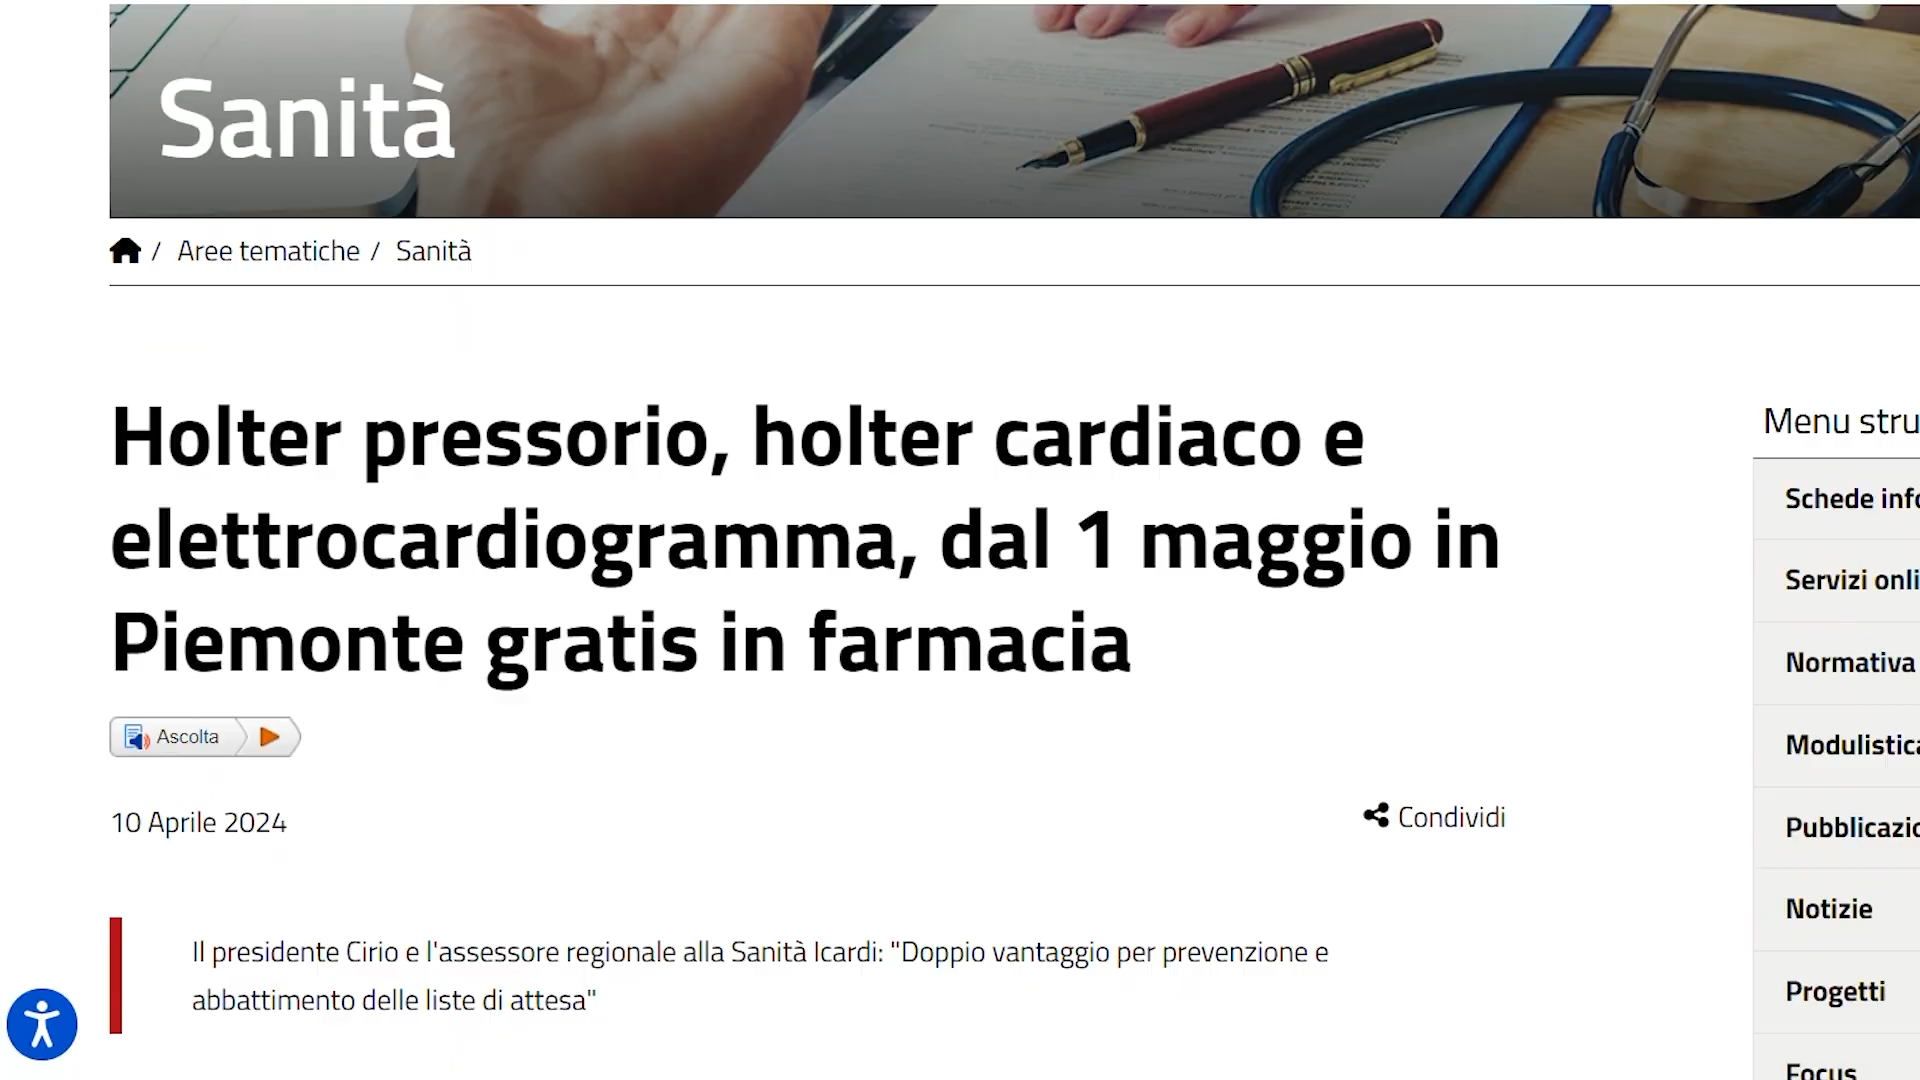 Sanità
/ Aree tematiche / Sanità
Holter pressorio, holter cardiaco e
elettrocardiogramma, dal 1 maggio in
Piemonte gratis in farmacia
Ascolta
10 Aprile 2024
Condividi
Il presidente Cirio e l'assessore regionale alla Sanità Icardi: "Doppio vantaggio per prevenzione e
abbattimento delle liste di attesa"
Menu stru
Schede info
Servizi onli
Normativa
Modulistica
Pubblicazio
Notizie
Progetti
Focus